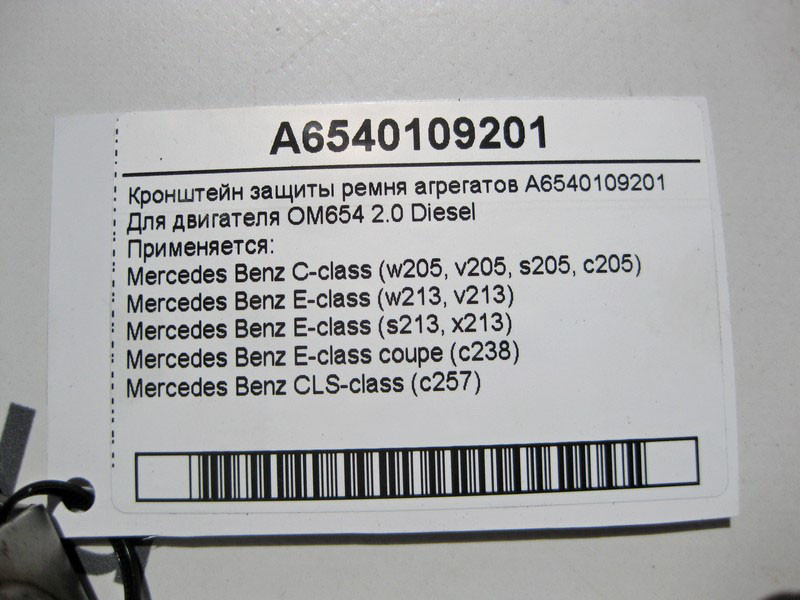 A6540109201
Кронштейн защиты ремня агрегатов A6540109201
Для двигателя OM654 2.0 Diesel
Применяется:
Mercedes Benz C-class (w205, v205, s205, c205)
Mercedes Benz E-class (w213, v213)
Mercedes Benz E-class (s213, x213)
Mercedes Benz E-class coupe (c238)
Mercedes Benz CLS-class (c257)